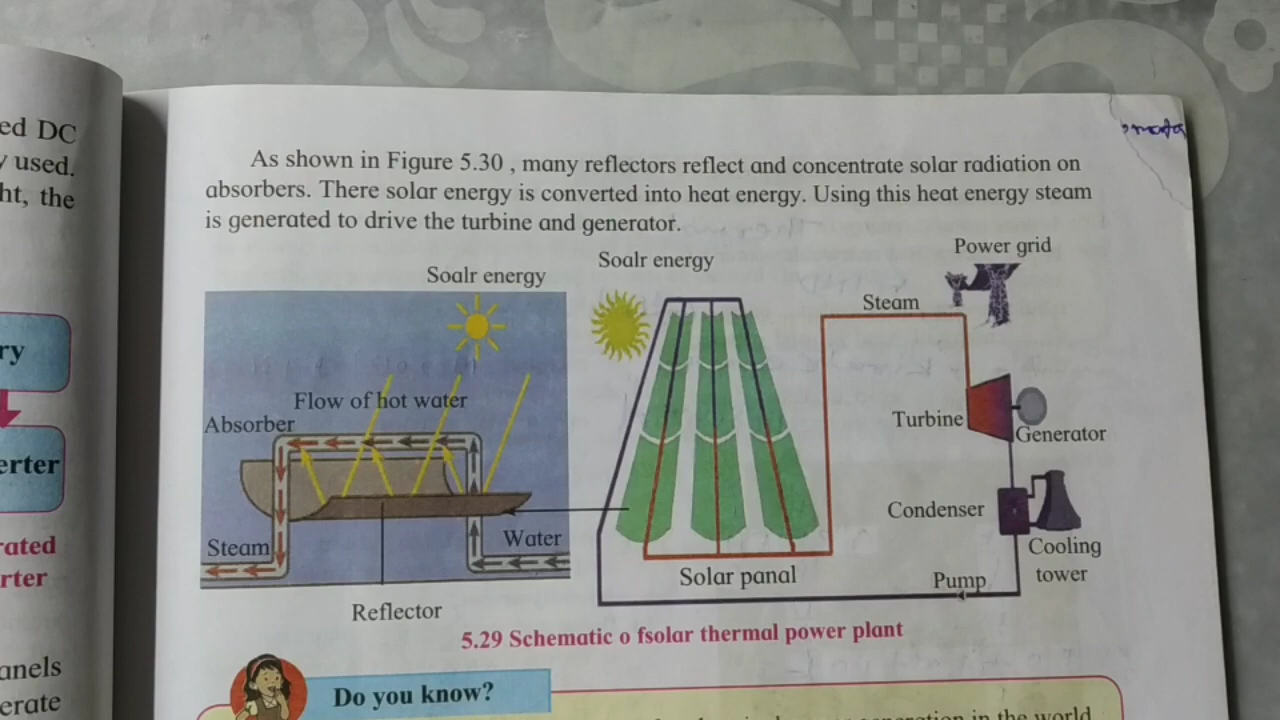 ed DC
y used.
ht, the
ry
erter
rated
rter
anels
erate
As shown in Figure 5.30 , many reflectors reflect and concentrate solar radiation on
absorbers. There solar energy is converted into heat energy. Using this heat energy steam
is generated to drive the turbine and generator.
Soalr energy
Flow of hot water
Absorber
Steam
Water
Reflector
Soalr energy
Solar panal
Steam
Power grid
Turbine
Generator
Condenser
Cooling
tower
Pump
5.29 Schematic o fsolar thermal power plant
Do you know?
in the world